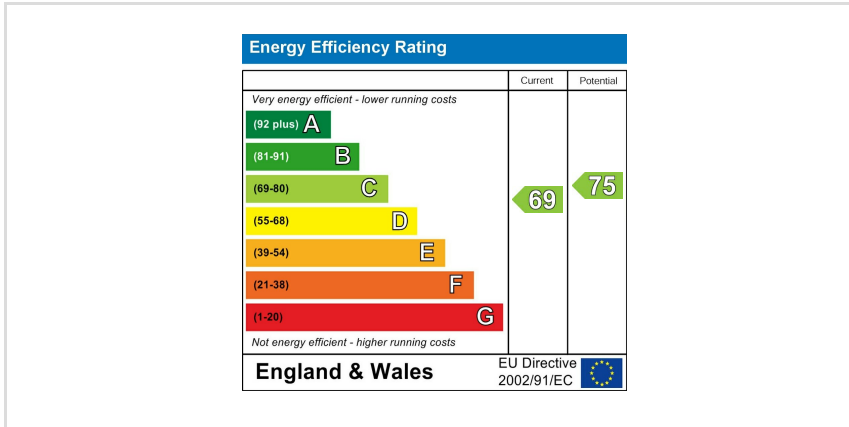 Energy Efficiency Rating
Current Potential
Very energy efficient - lower running costs
(92 plus) A
(81-91) B
(69-80) C
69 75
(55-68) D
(39-54) E
(21-38) F
(1-20) G
Not energy efficient - higher running costs
England & Wales
EU Directive
2002/91/EC